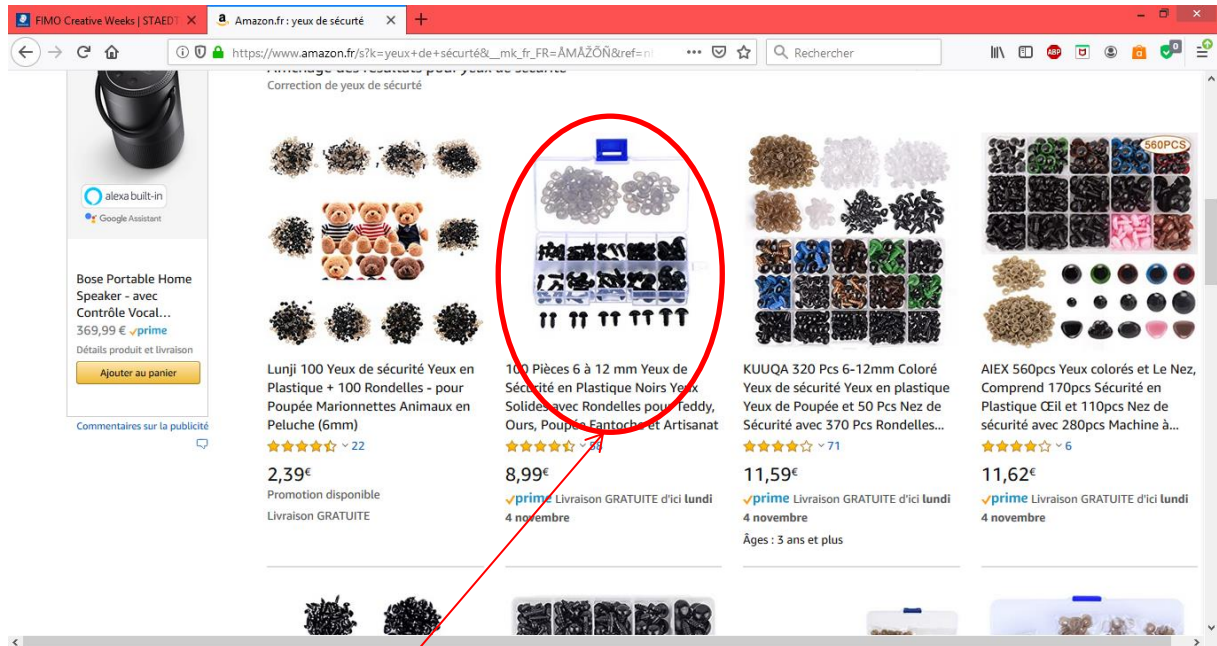 FIMO Creative Weeks | STAEDT
Amazon.fr : yeux de sécurté
https://www.amazon.fr/s?k=yeux+de+sécurté&__mk_fr_FR=ÅMÅŽÕÑ&ref=n
Rechercher
ABP
Affichage des résultats pour yeux de sécurité
Correction de yeux de sécurté
alexa built-in
Google Assistant
560PCS
Bose Portable Home
Speaker - avec
Contrôle Vocal...
369,99 € prime
Détails produit et livraison
Ajouter au panier
Commentaires sur la publicité
Lunji 100 Yeux de sécurité Yeux en
Plastique + 100 Rondelles - pour
Poupée Marionnettes Animaux en
Peluche (6mm)
22
2,39€
Promotion disponible
Livraison GRATUITE
100 Pièces 6 à 12 mm Yeux de
Sécurité en Plastique Noirs Yeux
Solides avec Rondelles pour Teddy,
Ours, Poupée Fantoche et Artisanat
8,99€
prime Livraison GRATUITE d'ici lundi
4 novembre
KUUQA 320 Pcs 6-12mm Coloré
Yeux de sécurité Yeux en plastique
Yeux de Poupée et 50 Pcs Nez de
Sécurité avec 370 Pcs Rondelles...
71
11,59€
prime Livraison GRATUITE d'ici lundi
4 novembre
Âges : 3 ans et plus
AIEX 560pcs Yeux colorés et Le Nez,
Comprend 170pcs Sécurité en
Plastique Œil et 110pcs Nez de
sécurité avec 280pcs Machine à...
6
11,62€
prime Livraison GRATUITE d'ici lundi
4 novembre